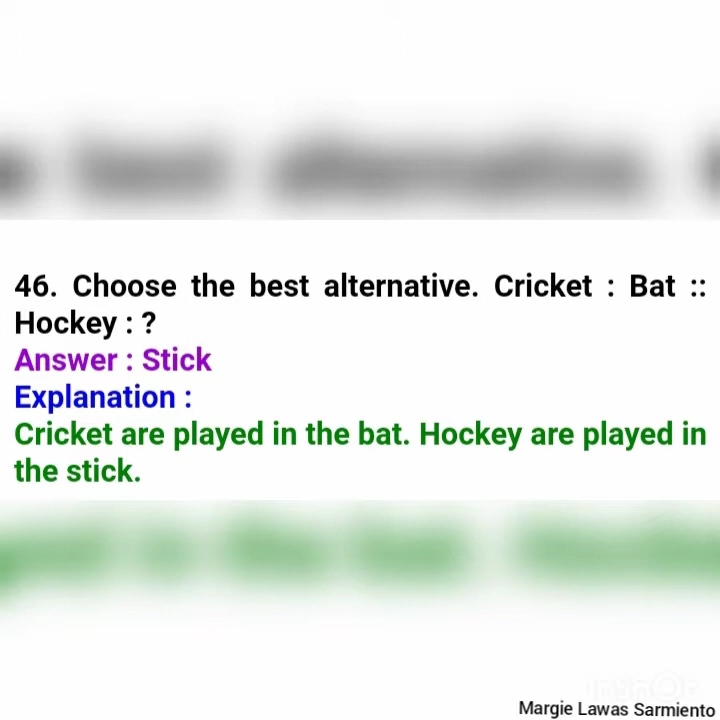 46. Choose the best alternative. Cricket : Bat ::
Hockey : ?
Answer : Stick
Explanation :
Cricket are played in the bat. Hockey are played in
the stick.
Margie Lawas Sarmiento